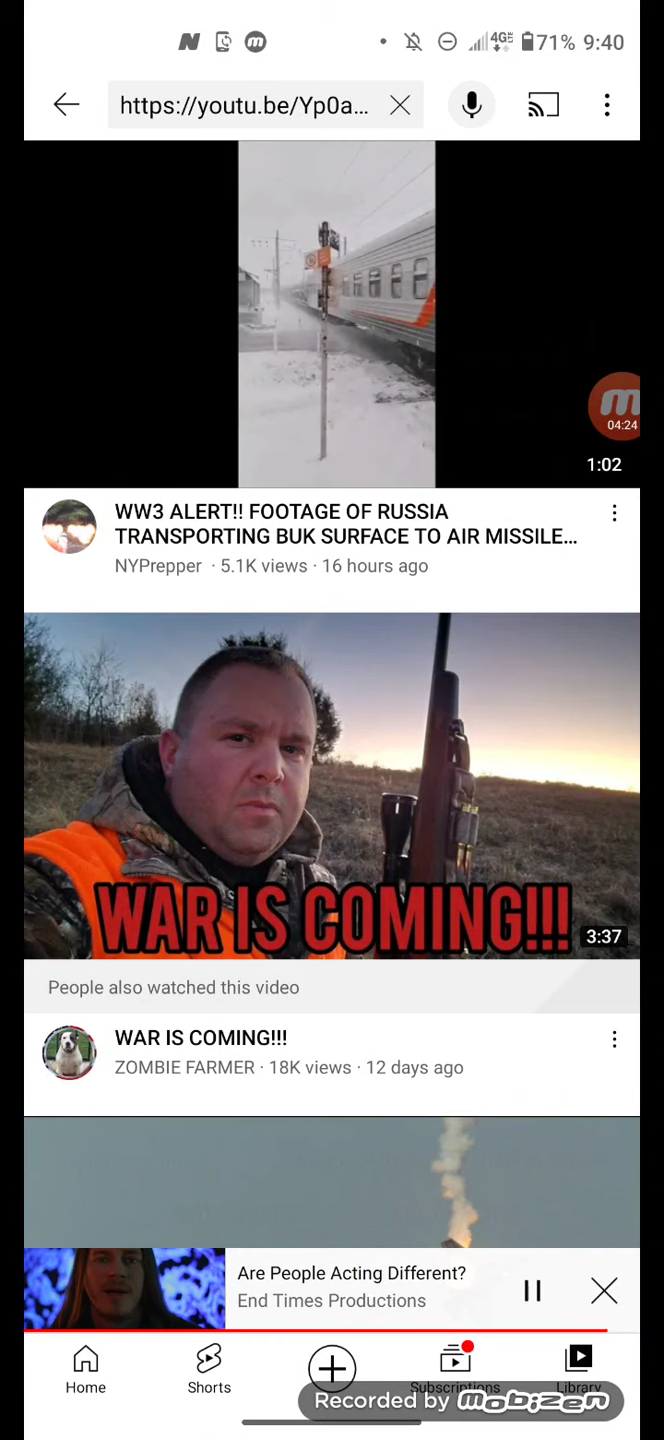 4G 71% 9:40
https://youtu.be/Yp0a...
04:24
1:02
WW3 ALERT!! FOOTAGE OF RUSSIA
TRANSPORTING BUK SURFACE TO AIR MISSILE...
NYPrepper · 5.1K views · 16 hours ago
WAR IS COMING!!!
3:37
People also watched this video
WAR IS COMING!!!
ZOMBIE FARMER · 18K views · 12 days ago
Are People Acting Different?
End Times Productions
Home Shorts Subscriptions Library
Recorded by mobizen